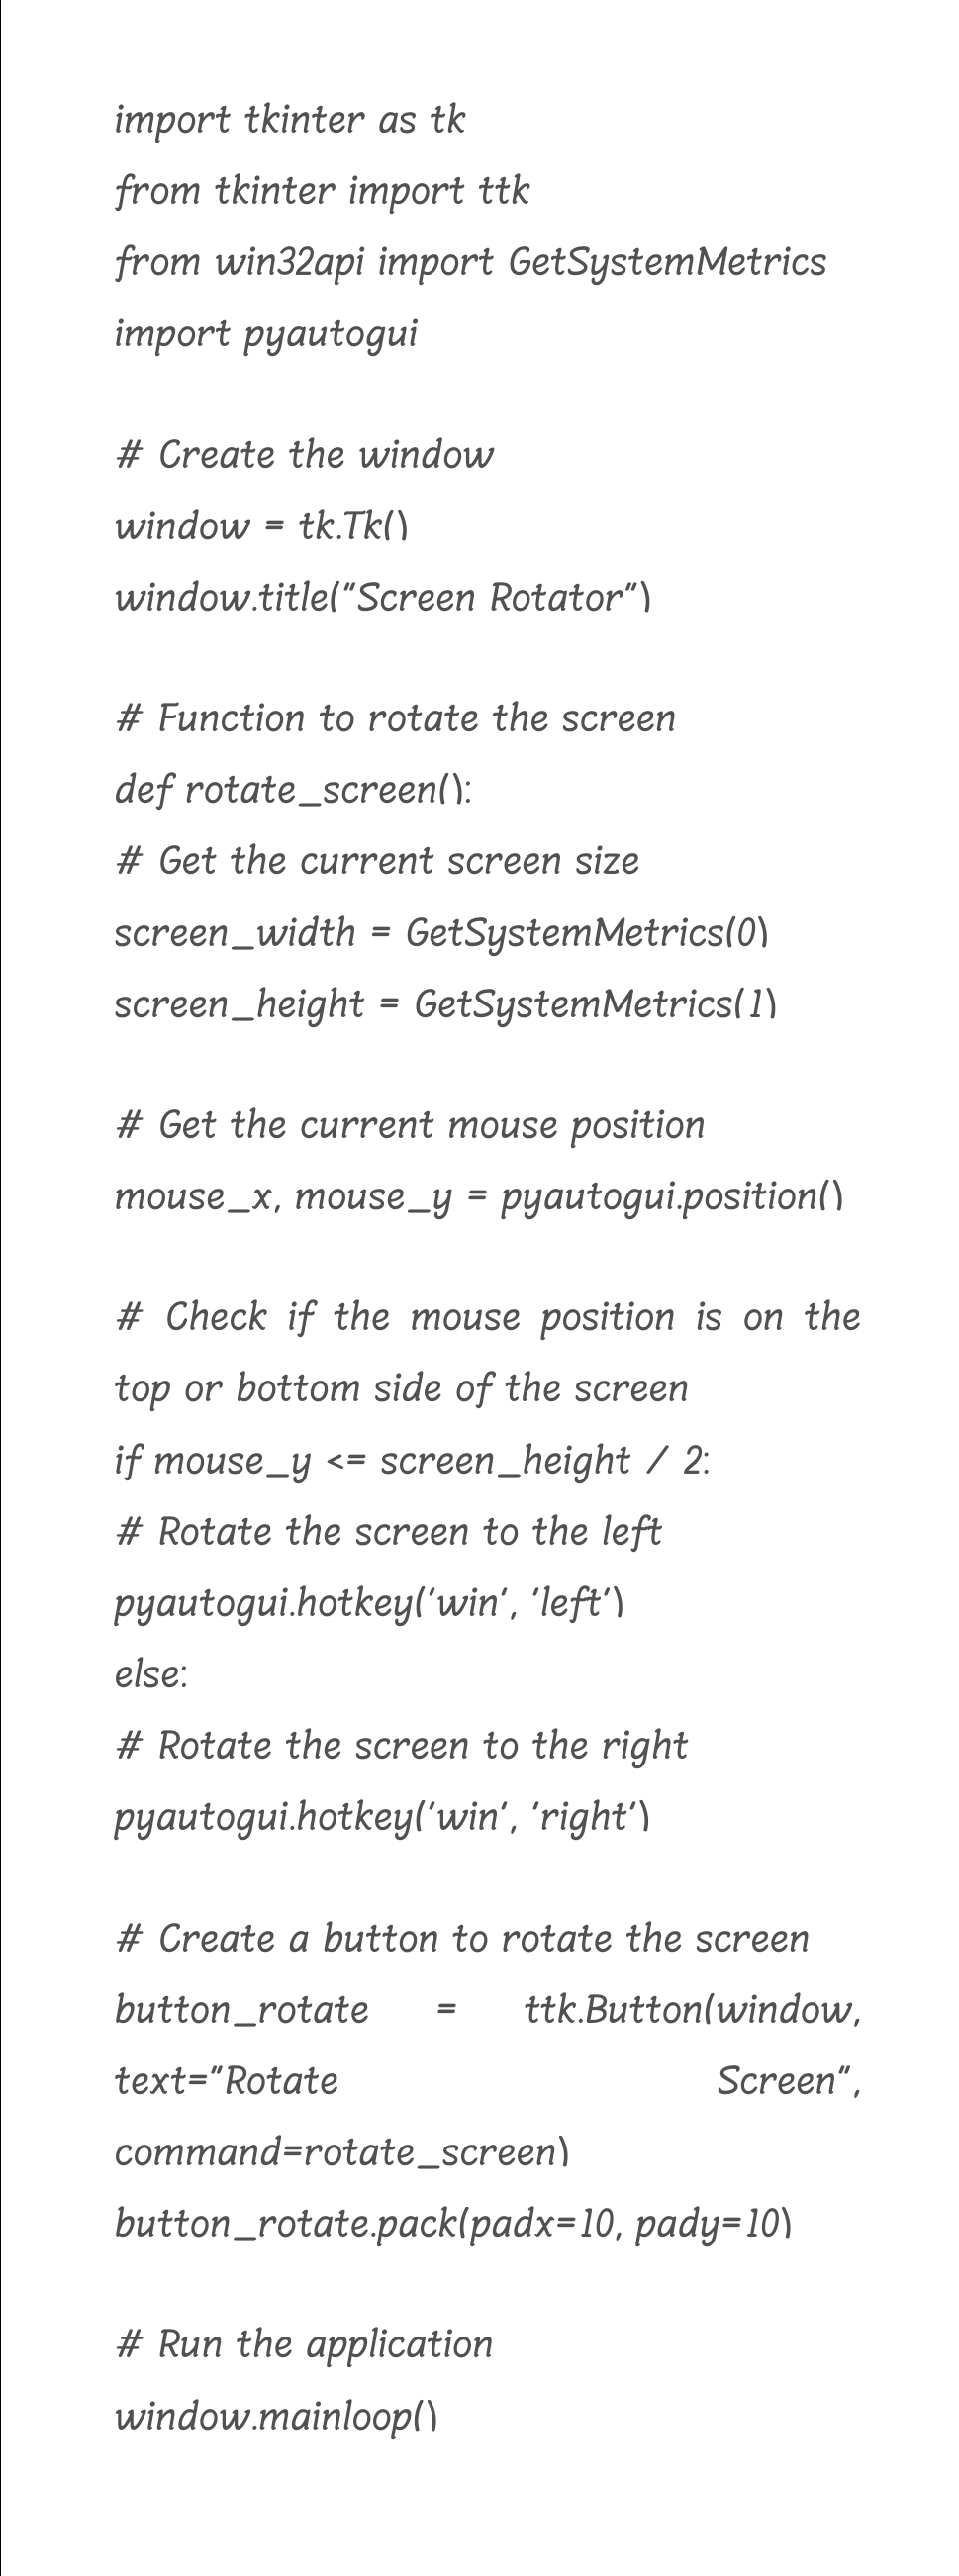 import tkinter as tk
from tkinter import ttk
from win32api import GetSystemMetrics
import pyautogui
# Create the window
window = tk.Tk()
window.title("Screen Rotator")
# Function to rotate the screen
def rotate_screen():
# Get the current screen size
screen_width = GetSystemMetrics(0)
screen_height = GetSystemMetrics(1)
# Get the current mouse position
mouse_x, mouse_y = pyautogui.position()
# Check if the mouse position is on the
top or bottom side of the screen
if mouse_y <= screen_height / 2:
# Rotate the screen to the left
pyautogui.hotkey('win', 'left')
else:
# Rotate the screen to the right
pyautogui.hotkey('win', 'right')
# Create a button to rotate the screen
button_rotate = ttk.Button(window,
text="Rotate Screen",
command=rotate_screen)
button_rotate.pack(padx=10, pady=10)
# Run the application
window.mainloop()